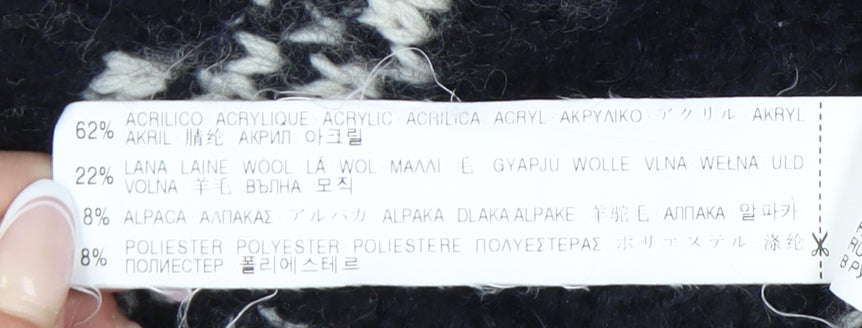 62% ACRILICO ACRYLIQUE ACRYLIC ACRILICA ACRYL ΑΚΡΥΛΙΚΟ アクリル AKRYL
AKRIL 腈纶 АКРИЛ 아크릴
22% LANA LAINE WOOL LÃ WOL ΜΑΛΛΙ 毛 GYAPJÚ WOLLE VLNA WEŁNA ULD
VOLNA 羊毛 ВЪЛНА 모직
8% ALPACA ΑΛΠΑΚΑΣ アルパカ ALPAKA DLAKA ALPAKE 羊驼毛 АЛПАКА 알파카
8% POLIESTER POLYESTER POLIESTERE ΠΟΛΥΕΣΤΕΡΑΣ ポリエステル 涤纶
ПОЛИЕСТЕР 폴리에스테르